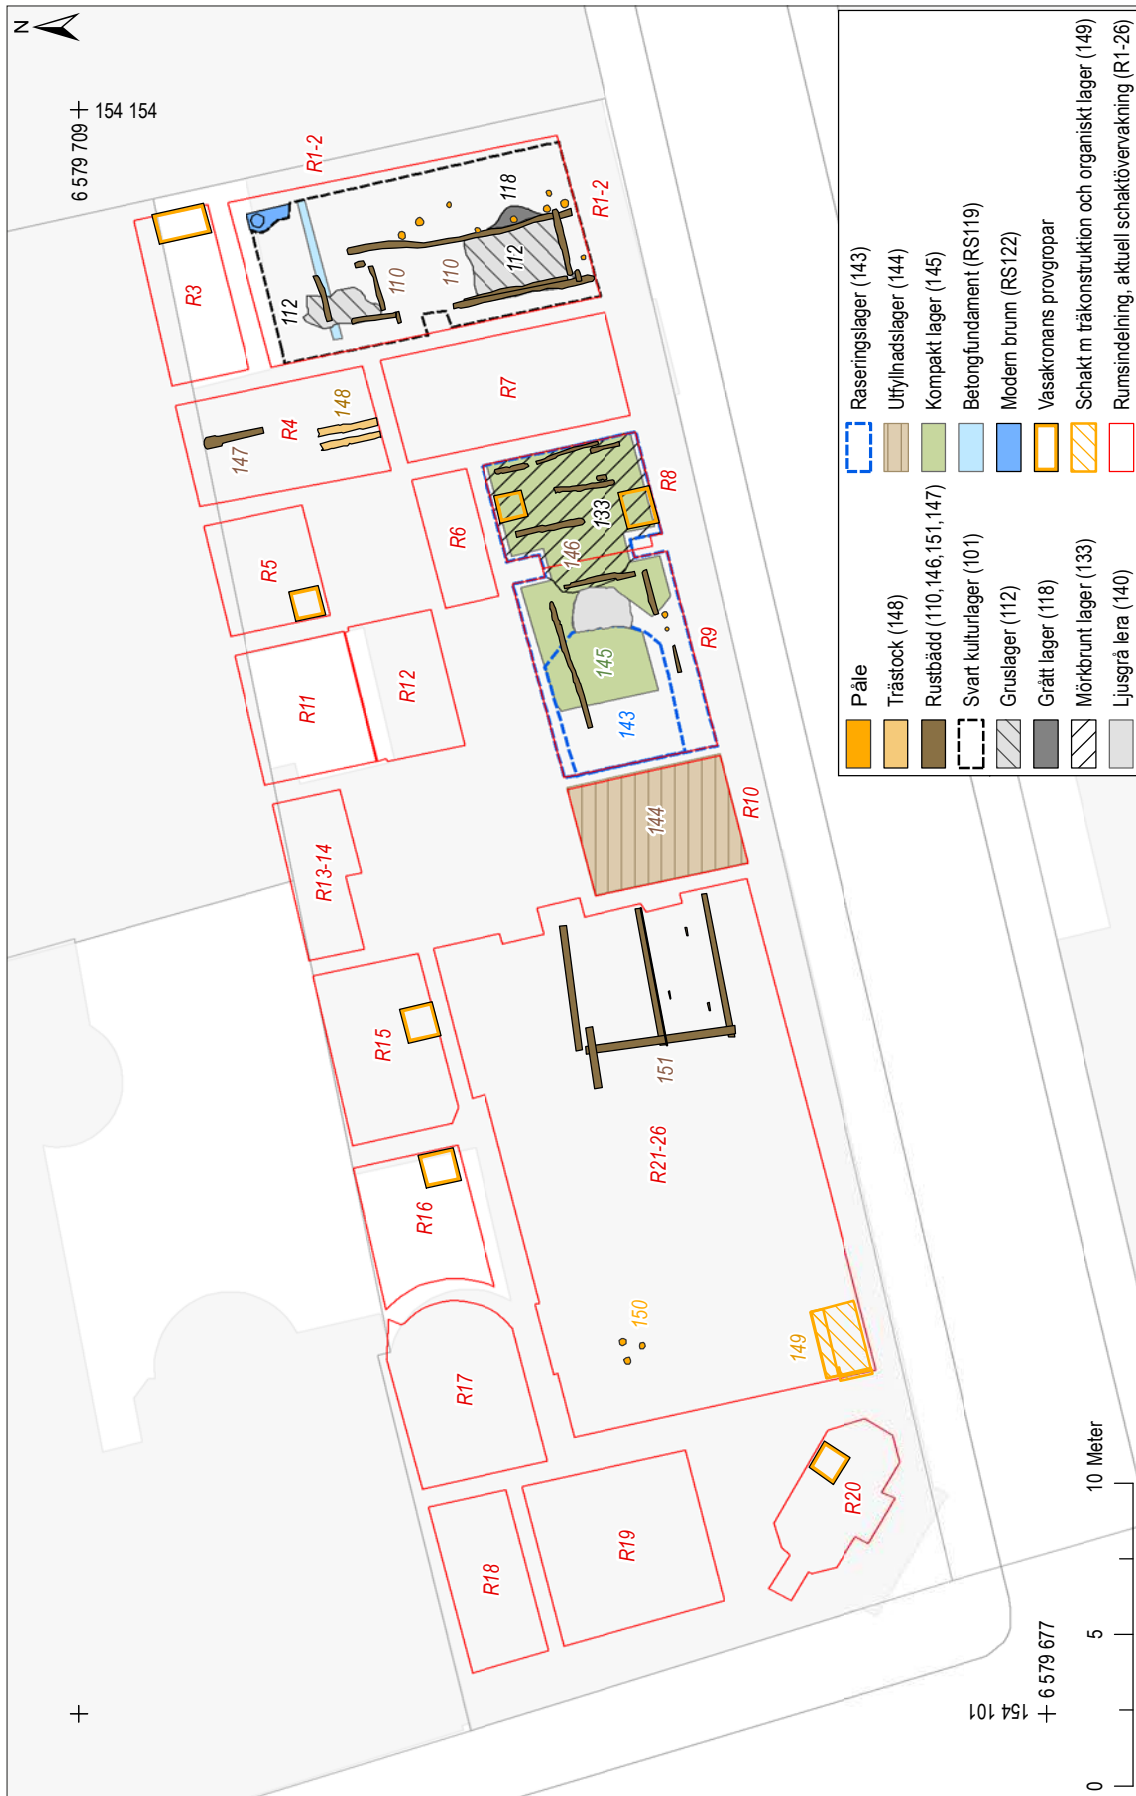 N
6 579 709
154 154
R1-2
R3
112
110
110
118
112
R1-2
R4
147
148
R7
R5
R6
133
R8
146
R11
R12
145
143
R9
R13-14
144
R10
R15
151
R16
R21-26
R17
150
149
R18
R19
R20
154 101
6 579 677
0
5
10 Meter
Påle
Trästock (148)
Rustbädd (110,146,151,147)
Svart kulturlager (101)
Gruslager (112)
Grått lager (118)
Mörkbrunt lager (133)
Ljusgrå lera (140)
Raseringslager (143)
Utfyllnadslager (144)
Kompakt lager (145)
Betongfundament (RS119)
Modern brunn (RS122)
Vasakronans provgropar
Schakt m träkonstruktion och organiskt lager (149)
Rumsindelning, aktuell schaktövervakning (R1-26)